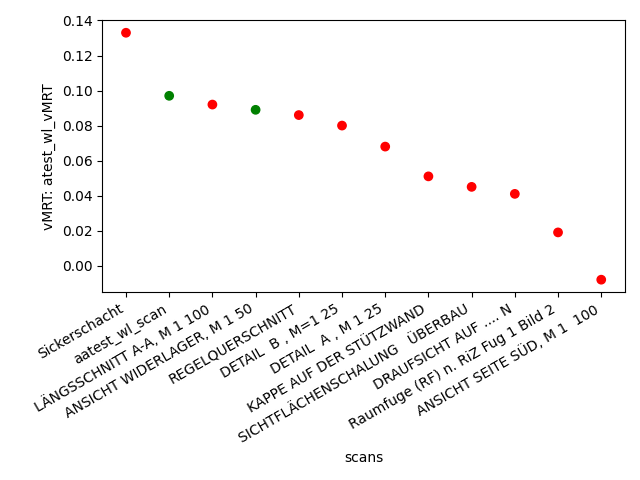 0.14
0.12
0.10
0.08
0.06
0.04
0.02
0.00
vMRT: atest_wl_vMRT
Sickerschacht
aatest_wl_scan
LÄNGSSCHNITT A-A, M 1 100
ANSICHT WIDERLAGER, M 1 50
REGELQUERSCHNITT
DETAIL  B , M=1 25
DETAIL  A , M 1 25
KAPPE AUF DER STÜTZWAND
SICHTFLÄCHENSCHALUNG   ÜBERBAU
DRAUFSICHT AUF .... N
Raumfuge (RF) n. RiZ Fug 1 Bild 2
ANSICHT SEITE SÜD, M 1  100
scans